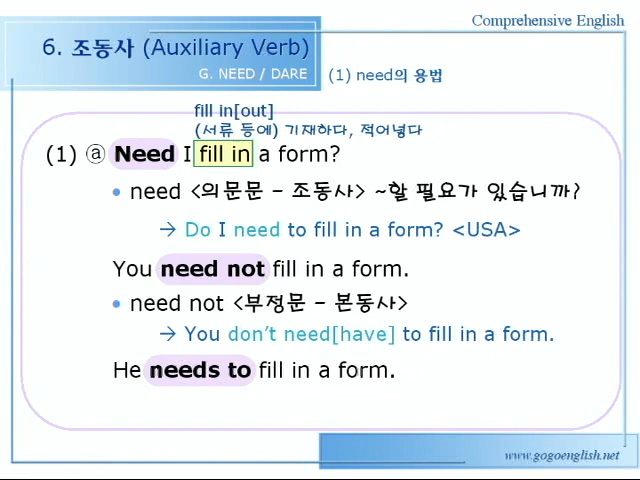 Comprehensive English
6. 조동사 (Auxiliary Verb)
G. NEED / DARE
(1) need의 용법
fill in[out]
(서류 등에) 기재하다, 적어넣다
(1) ⓐ Need I fill in a form?
• need <의문문 – 조동사> ~할 필요가 있습니까?
→ Do I need to fill in a form? <USA>
You need not fill in a form.
• need not <부정문 – 본동사>
→ You don't need[have] to fill in a form.
He needs to fill in a form.
www.gogoenglish.net